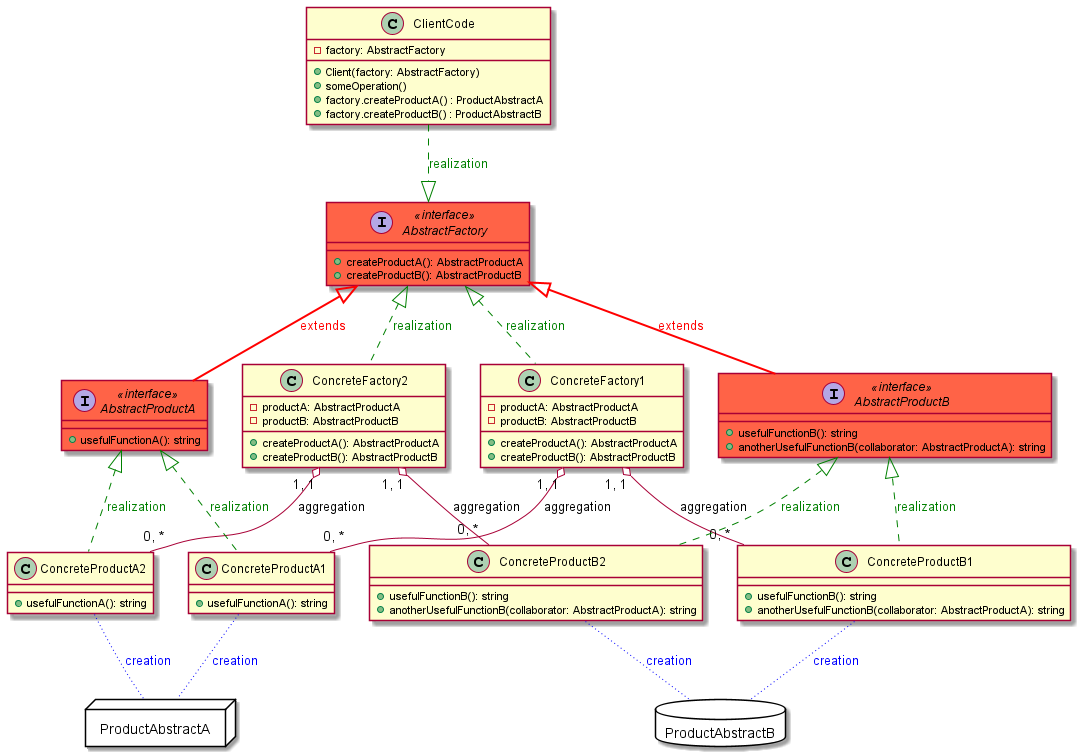 C ClientCode
factory: AbstractFactory
Client(factory: AbstractFactory)
someOperation()
factory.createProductA() : ProductAbstractA
factory.createProductB() : ProductAbstractB
realization
I «interface»
AbstractFactory
createProductA(): AbstractProductA
createProductB(): AbstractProductB
extends
realization
realization
extends
I «interface»
AbstractProductA
usefulFunctionA(): string
C ConcreteFactory2
productA: AbstractProductA
productB: AbstractProductB
createProductA(): AbstractProductA
createProductB(): AbstractProductB
C ConcreteFactory1
productA: AbstractProductA
productB: AbstractProductB
createProductA(): AbstractProductA
createProductB(): AbstractProductB
I «interface»
AbstractProductB
usefulFunctionB(): string
anotherUsefulFunctionB(collaborator: AbstractProductA): string
1, 1
1, 1
1, 1
1, 1
realization
realization
aggregation
aggregation
aggregation
aggregation
realization
realization
0, *
0, *
0, *
0, *
C ConcreteProductA2
usefulFunctionA(): string
C ConcreteProductA1
usefulFunctionA(): string
C ConcreteProductB2
usefulFunctionB(): string
anotherUsefulFunctionB(collaborator: AbstractProductA): string
C ConcreteProductB1
usefulFunctionB(): string
anotherUsefulFunctionB(collaborator: AbstractProductA): string
creation
creation
creation
creation
ProductAbstractA
ProductAbstractB